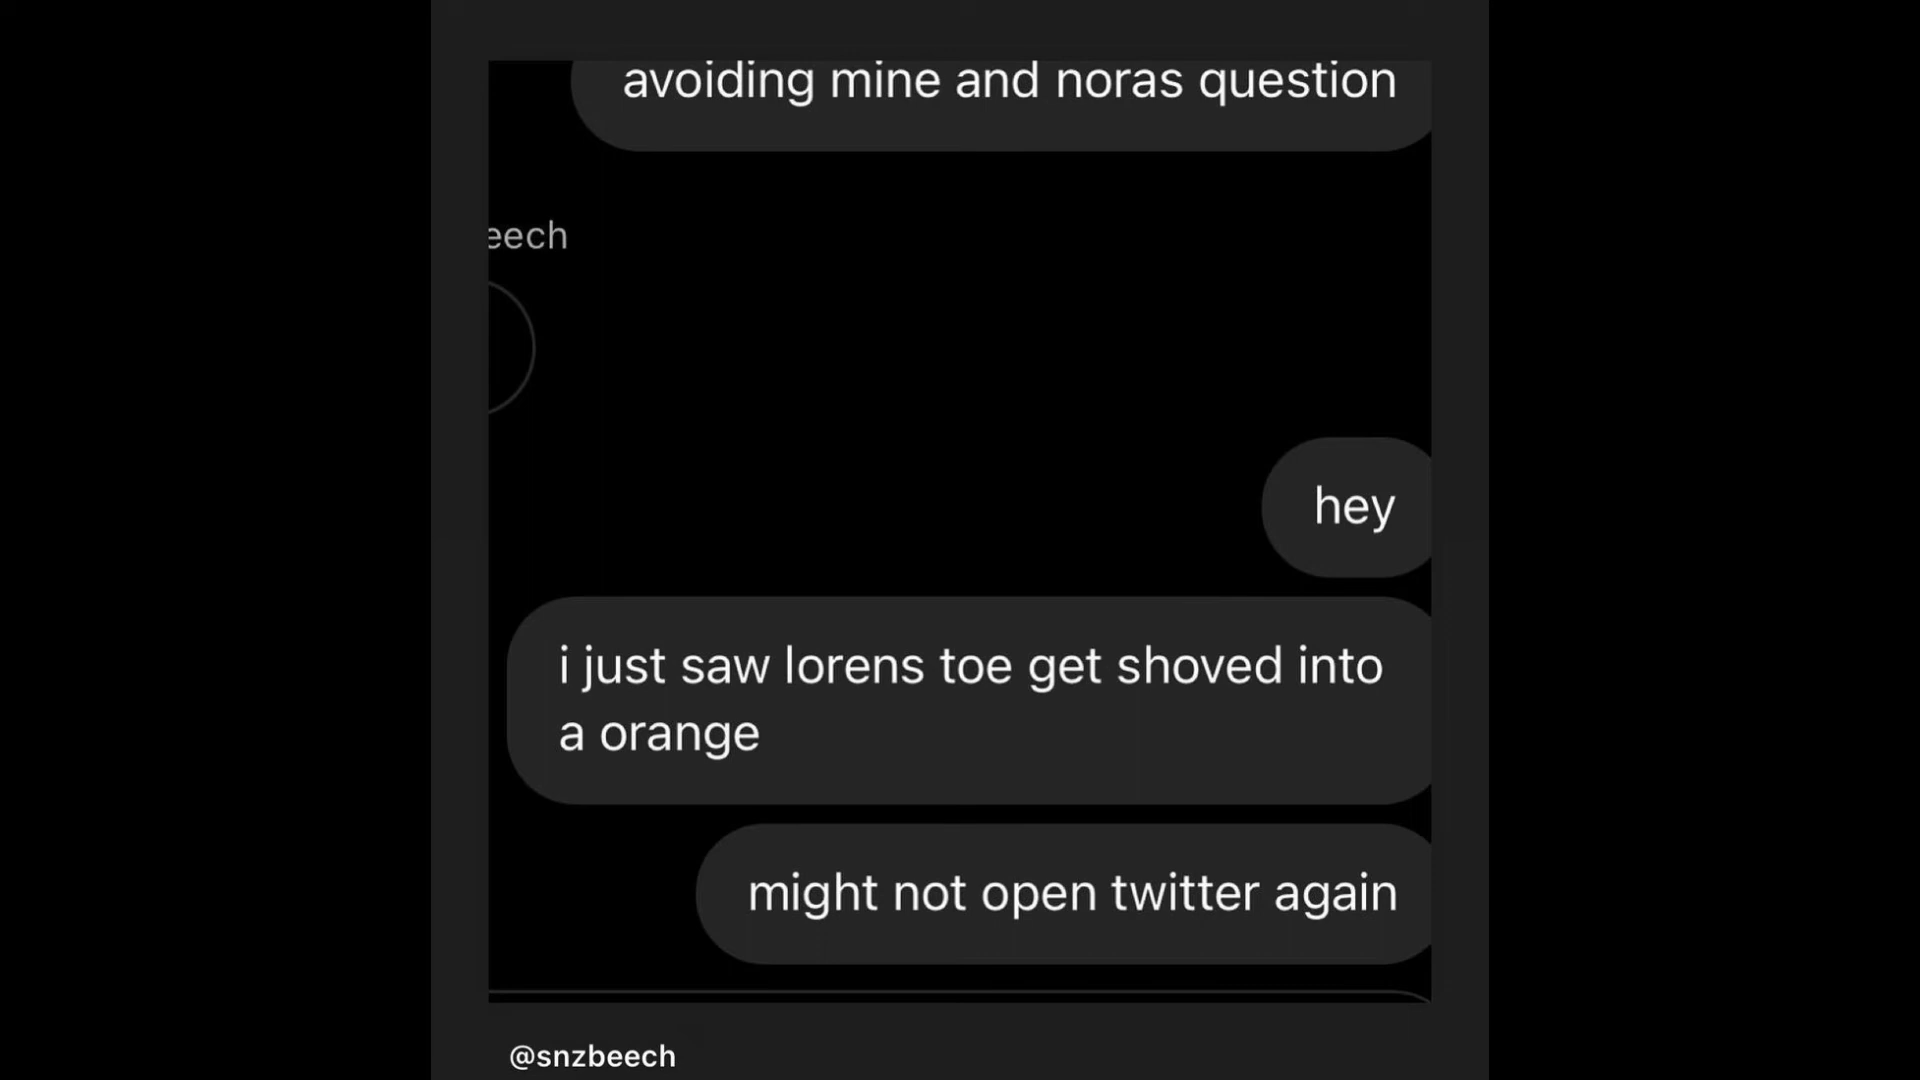 avoiding mine and noras question
eech
hey
i just saw lorens toe get shoved into
a orange
might not open twitter again
@snzbeech